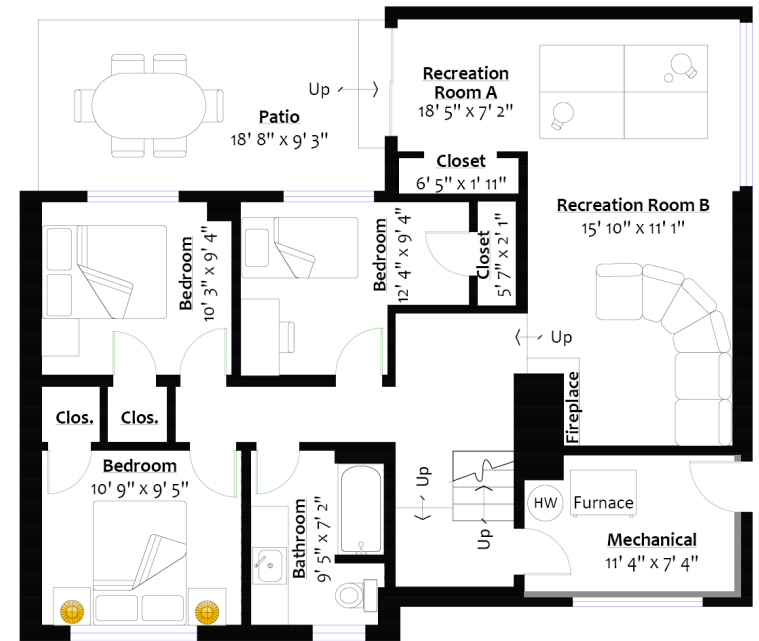 Up
Patio
18' 8" x 9' 3"
Recreation
Room A
18' 5" x 7' 2"
Closet
6' 5" x 1' 11"
Recreation Room B
15' 10" x 11' 1"
Bedroom
10' 3" x 9' 4"
Bedroom
12' 4" x 9' 4"
Closet
5' 7" x 2' 1"
Up
Fireplace
Clos.
Clos.
Bedroom
10' 9" x 9' 5"
Bathroom
9' 5" x 7' 2"
Up
Up
HW
Furnace
Mechanical
11' 4" x 7' 4"